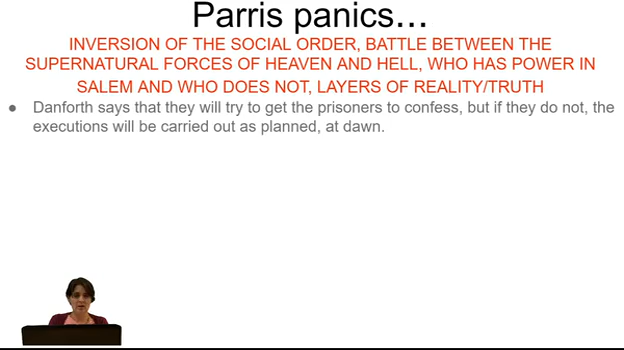 Parris panics…
INVERSION OF THE SOCIAL ORDER, BATTLE BETWEEN THE
SUPERNATURAL FORCES OF HEAVEN AND HELL, WHO HAS POWER IN
SALEM AND WHO DOES NOT, LAYERS OF REALITY/TRUTH
● Danforth says that they will try to get the prisoners to confess, but if they do not, the
executions will be carried out as planned, at dawn.